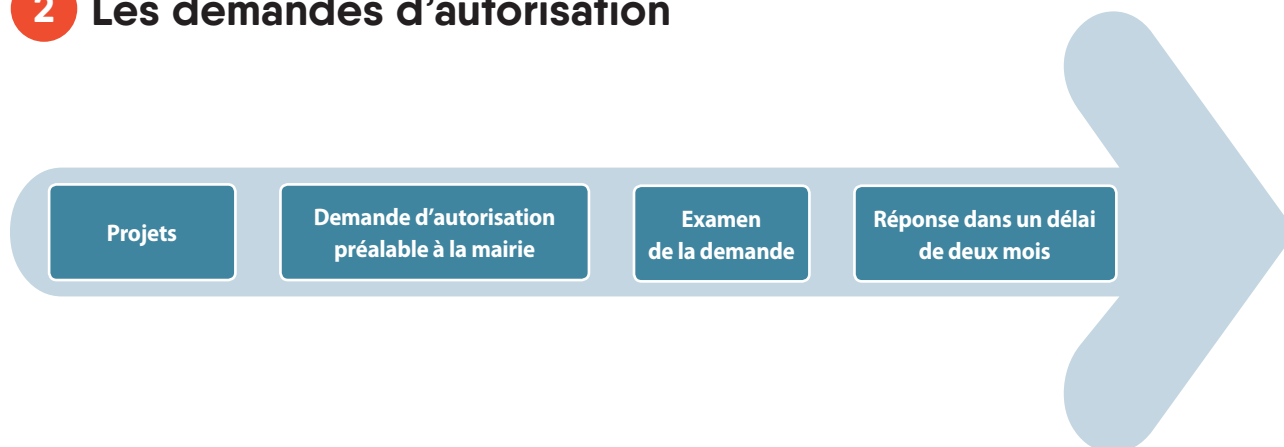 2 Les demandes d’autorisation
Projets
Demande d’autorisation
préalable à la mairie
Examen
de la demande
Réponse dans un délai
de deux mois